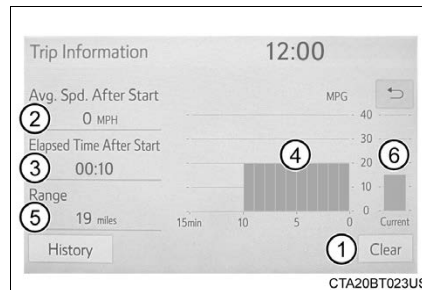 Trip Information 12:00
Avg. Spd. After Start MPG
2 0 MPH 40
Elapsed Time After Start 30
3 00:10 4 20 6
Range 10
5 19 miles 0
15min 10 5 0 Current
History 1 Clear
CTA20BT023US